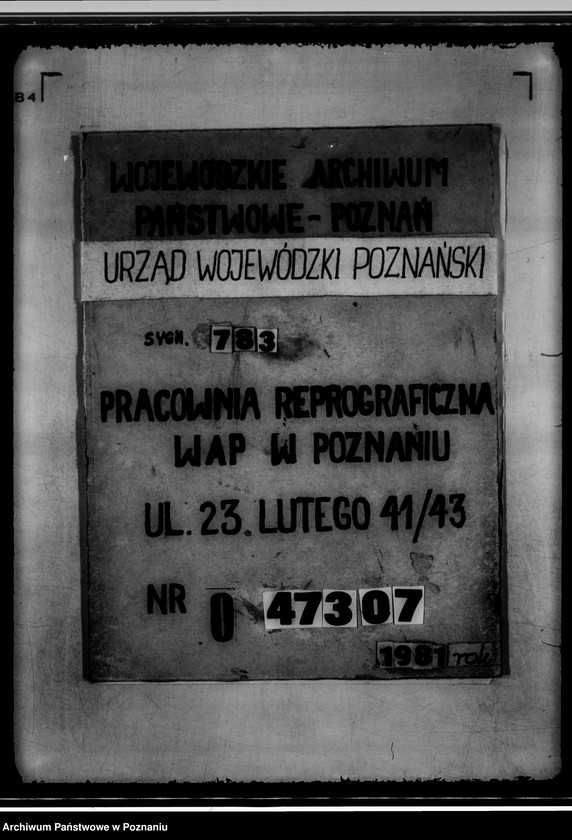 B4
WOJEWÓDZKIE ARCHIWUM
PAŃSTWOWE - POZNAŃ
URZĄD WOJEWÓDZKI POZNAŃSKI
SYGN. 783
PRACOWNIA REPROGRAFICZNA
WAP W POZNANIU
UL. 23. LUTEGO 41/43
NR 0 47307
1981 rok
Archiwum Państwowe w Poznaniu